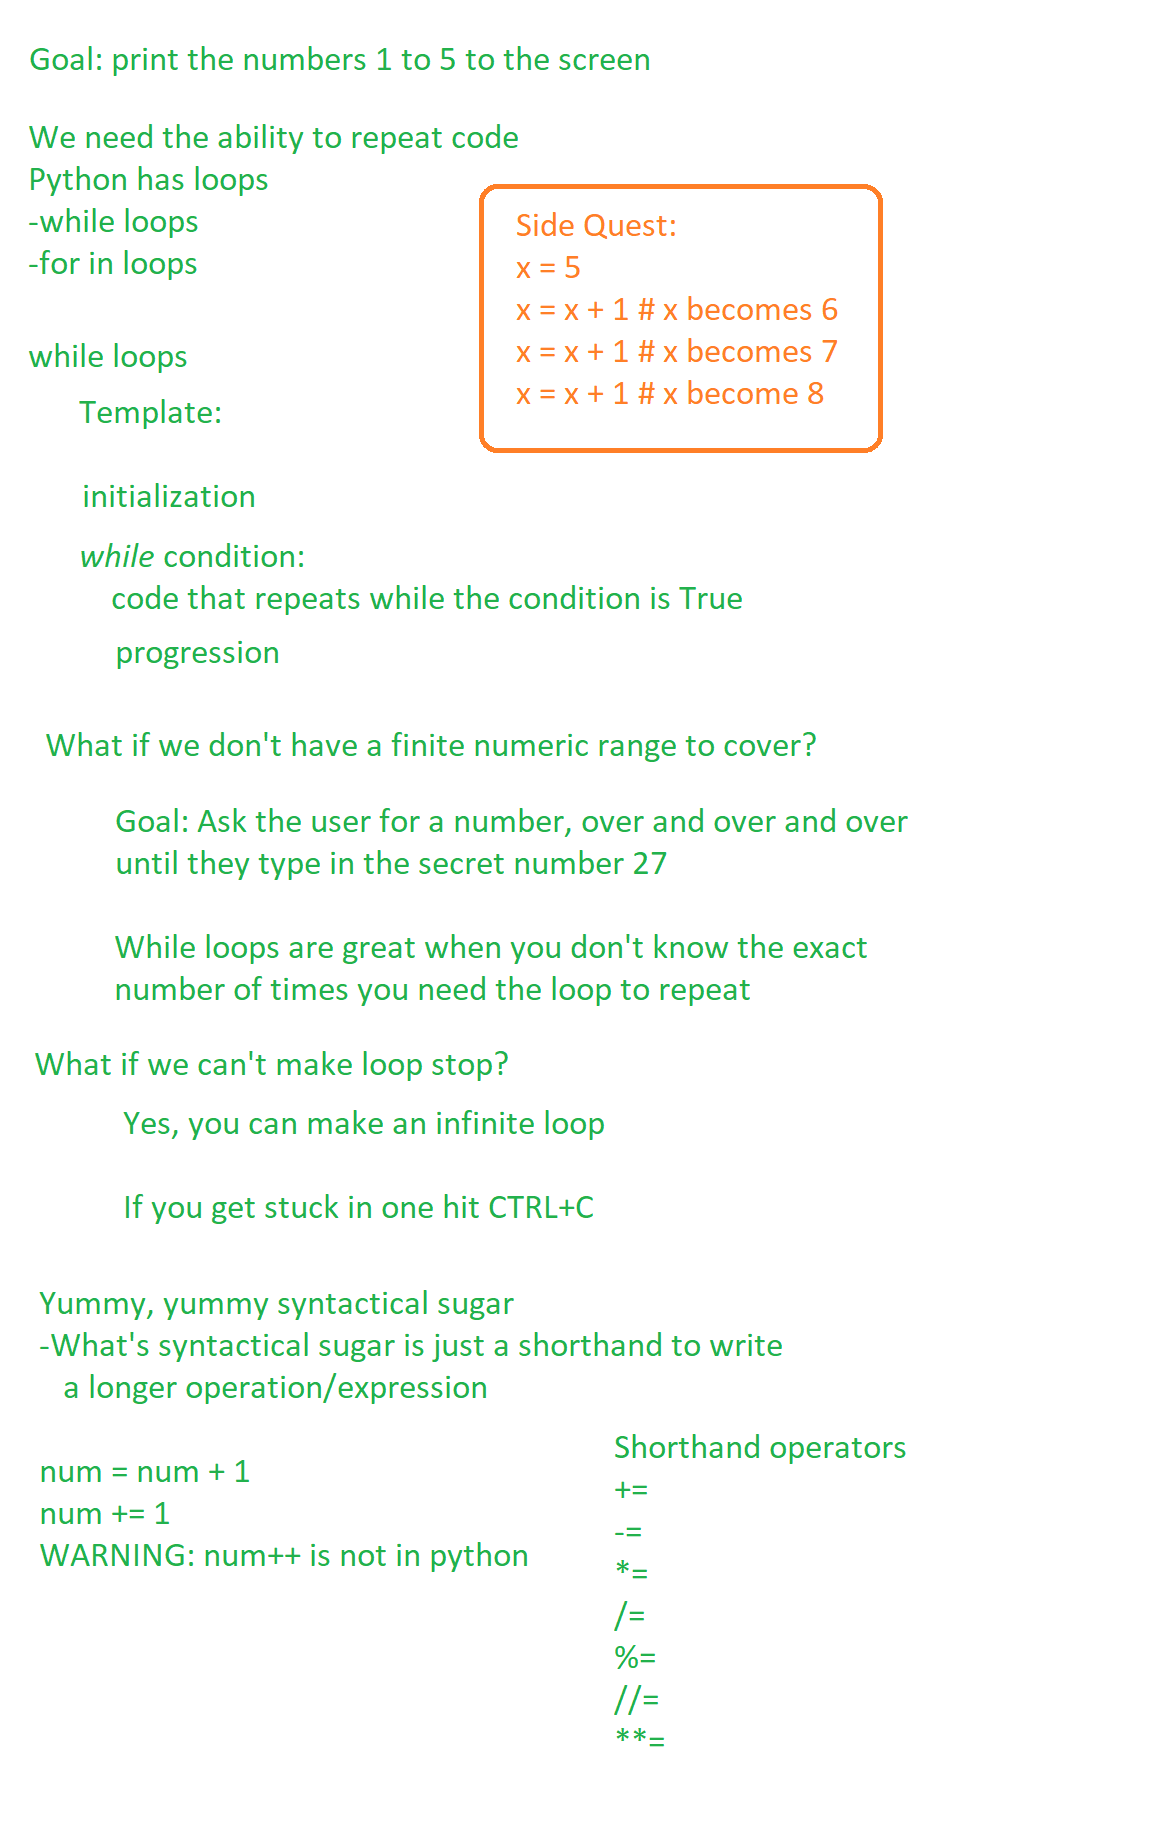 Goal: print the numbers 1 to 5 to the screen
We need the ability to repeat code
Python has loops
-while loops
-for in loops
Side Quest:
x = 5
x = x + 1 # x becomes 6
x = x + 1 # x becomes 7
x = x + 1 # x become 8
while loops
Template:
initialization
while condition:
code that repeats while the condition is True
progression
What if we don't have a finite numeric range to cover?
Goal: Ask the user for a number, over and over and over
until they type in the secret number 27
While loops are great when you don't know the exact
number of times you need the loop to repeat
What if we can't make loop stop?
Yes, you can make an infinite loop
If you get stuck in one hit CTRL+C
Yummy, yummy syntactical sugar
-What's syntactical sugar is just a shorthand to write
a longer operation/expression
num = num + 1
num += 1
WARNING: num++ is not in python
Shorthand operators
+=
-=
*=
/=
%=
//=
**=